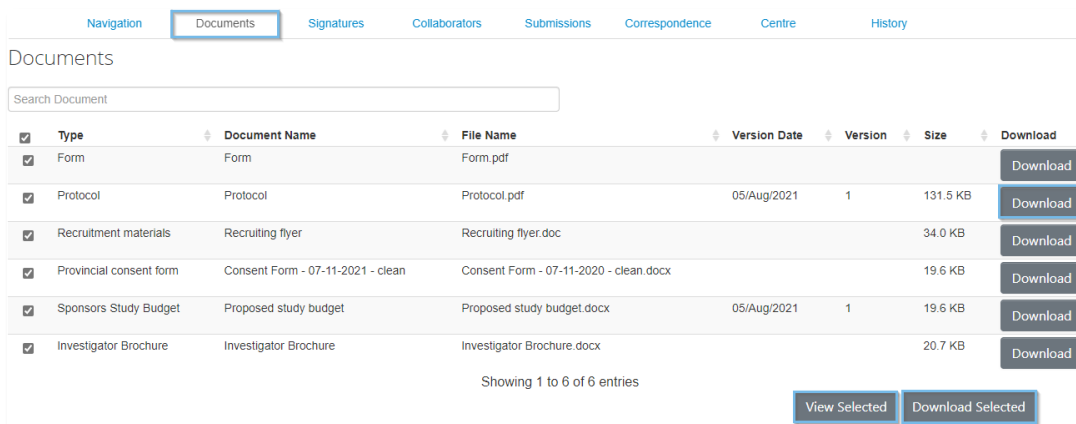 Navigation Documents Signatures Collaborators Submissions Correspondence Centre History
Documents
Search Document
Type Document Name File Name Version Date Version Size Download
Form Form Form.pdf Download
Protocol Protocol Protocol.pdf 05/Aug/2021 1 131.5 KB Download
Recruitment materials Recruiting flyer Recruiting flyer.doc 34.0 KB Download
Provincial consent form Consent Form - 07-11-2021 - clean Consent Form - 07-11-2020 - clean.docx 19.6 KB Download
Sponsors Study Budget Proposed study budget Proposed study budget.docx 05/Aug/2021 1 19.6 KB Download
Investigator Brochure Investigator Brochure Investigator Brochure.docx 20.7 KB Download
Showing 1 to 6 of 6 entries
View Selected Download Selected